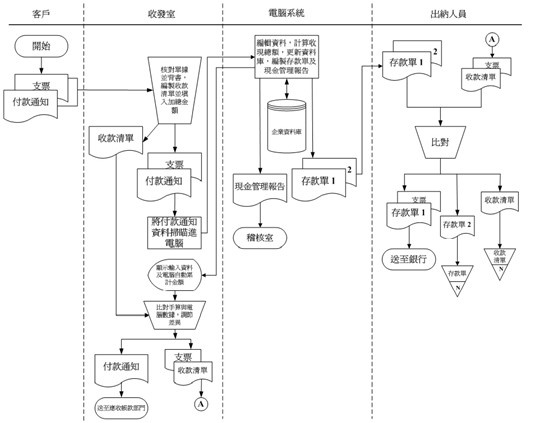 客戶
收發室
電腦系統
出納人員
開始
支票
付款通知
核對單據
並背書，
編製收款
清單並填
入加總金
額
收款清單
支票
付款通知
將付款通知
資料掃瞄進
電腦
顯示輸入資料
及電腦自動累
計金額
比對手算與電
腦數據，調節
差異
付款通知
支票
收款清單
送至應收帳款部門
A
編輯資料，計算收
現總額，更新資料
庫，編製存款單及
現金管理報告
企業資料庫
現金管理報告
2
存款單 1
稽核室
2
存款單 1
A
支票
收款清單
比對
支票
存款單 1
存款單 2
收款清單
送至銀行
存款單
N
收款
清單
N